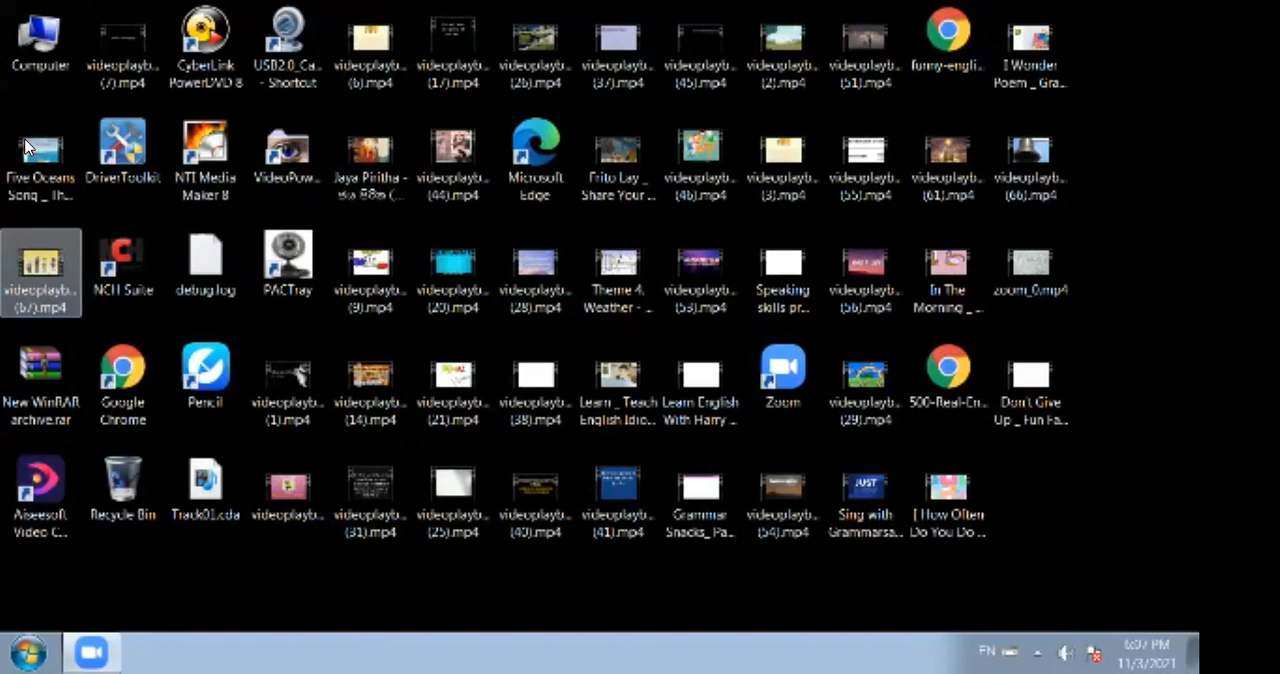 Computer
videoplayb...
(7).mp4
CyberLink
PowerDVD 8
USB2.0_Ca...
- Shortcut
videoplayb...
(6).mp4
videoplayb...
(17).mp4
videoplayb...
(26).mp4
videoplayb...
(37).mp4
videoplayb...
(45).mp4
videoplayb...
(2).mp4
videoplayb...
(51).mp4
funny-engli...
I Wonder
Poem _ Gra...
Five Oceans
Song _ Th...
DriverToolkit
NTI Media
Maker 8
VideoPow...
Jaya Piritha -
videoplayb...
(44).mp4
Microsoft
Edge
Frito Lay _
Share Your ...
videoplayb...
(46).mp4
videoplayb...
(3).mp4
videoplayb...
(55).mp4
videoplayb...
(61).mp4
videoplayb...
(66).mp4
videoplayb...
(67).mp4
NCH Suite
debug.log
PACTray
videoplayb...
(9).mp4
videoplayb...
(20).mp4
videoplayb...
(28).mp4
Theme 4.
Weather - ...
videoplayb...
(53).mp4
Speaking
skills pr...
videoplayb...
(56).mp4
In The
Morning _ ...
zoom_0.mp4
New WinRAR
archive.rar
Google
Chrome
Pencil
videoplayb...
(1).mp4
videoplayb...
(14).mp4
videoplayb...
(21).mp4
videoplayb...
(38).mp4
Learn _ Teach
English Idio...
Learn English
With Harry ...
Zoom
videoplayb...
(29).mp4
500-Real-En...
Don't Give
Up _ Fun Fa...
Aiseesoft
Video C...
Recycle Bin
Track01.cda
videoplayb...
videoplayb...
(31).mp4
videoplayb...
(25).mp4
videoplayb...
(40).mp4
videoplayb...
(41).mp4
Grammar
Snacks_ Pa...
videoplayb...
(54).mp4
JUST
Sing with
Grammarsa...
[ How Often
Do You Do ...
EN
6:07 PM
11/3/2021